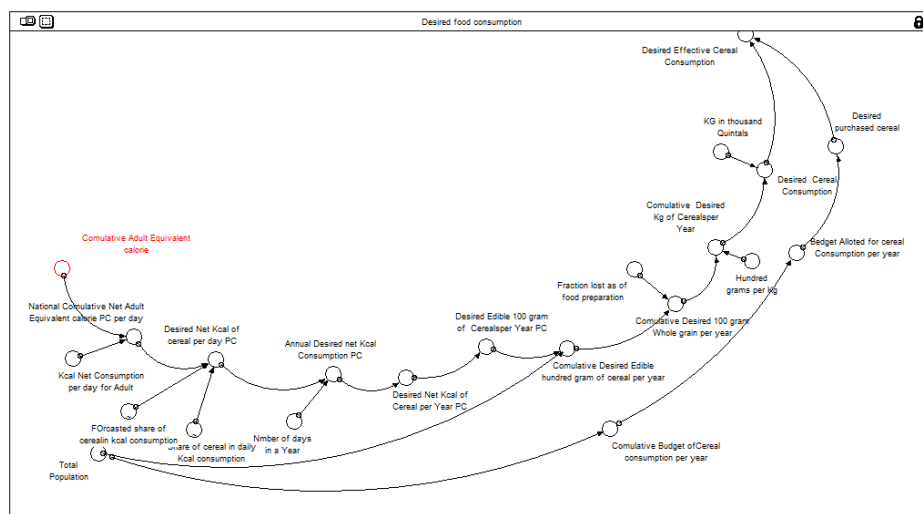 Desired food consumption
Desired Effective Cereal
Consumption
KG in thousand
Quintals
Desired
purchased cereal
Desired Cereal
Consumption
Comulative Desired
Kg of Cerealsper
Year
Comulative Adult Equivalent
calorie
Bedget Alloted for cereal
Consumption per year
Hundred
grams per Kg
Fraction lost as of
food preparation
National Comulative Net Adult
Equivalent calorie PC per day
Desired Net Kcal of
cereal per day PC
Desired Edible 100 gram
of Cerealsper Year PC
Comulative Desired 100 gram
Whole grain per year
Annual Desired net Kcal
Consumption PC
Kcal Net Consumption
per day for Adult
Comulative Desired Edible
hundred gram of cereal per year
Desired Net Kcal of
Cereal per Year PC
FOrcasted share of
cerealin kcal consumption
Share of cereal in daily
Kcal consumption
Nmber of days
in a Year
Comulative Budget ofCereal
consumption per year
Total
Population